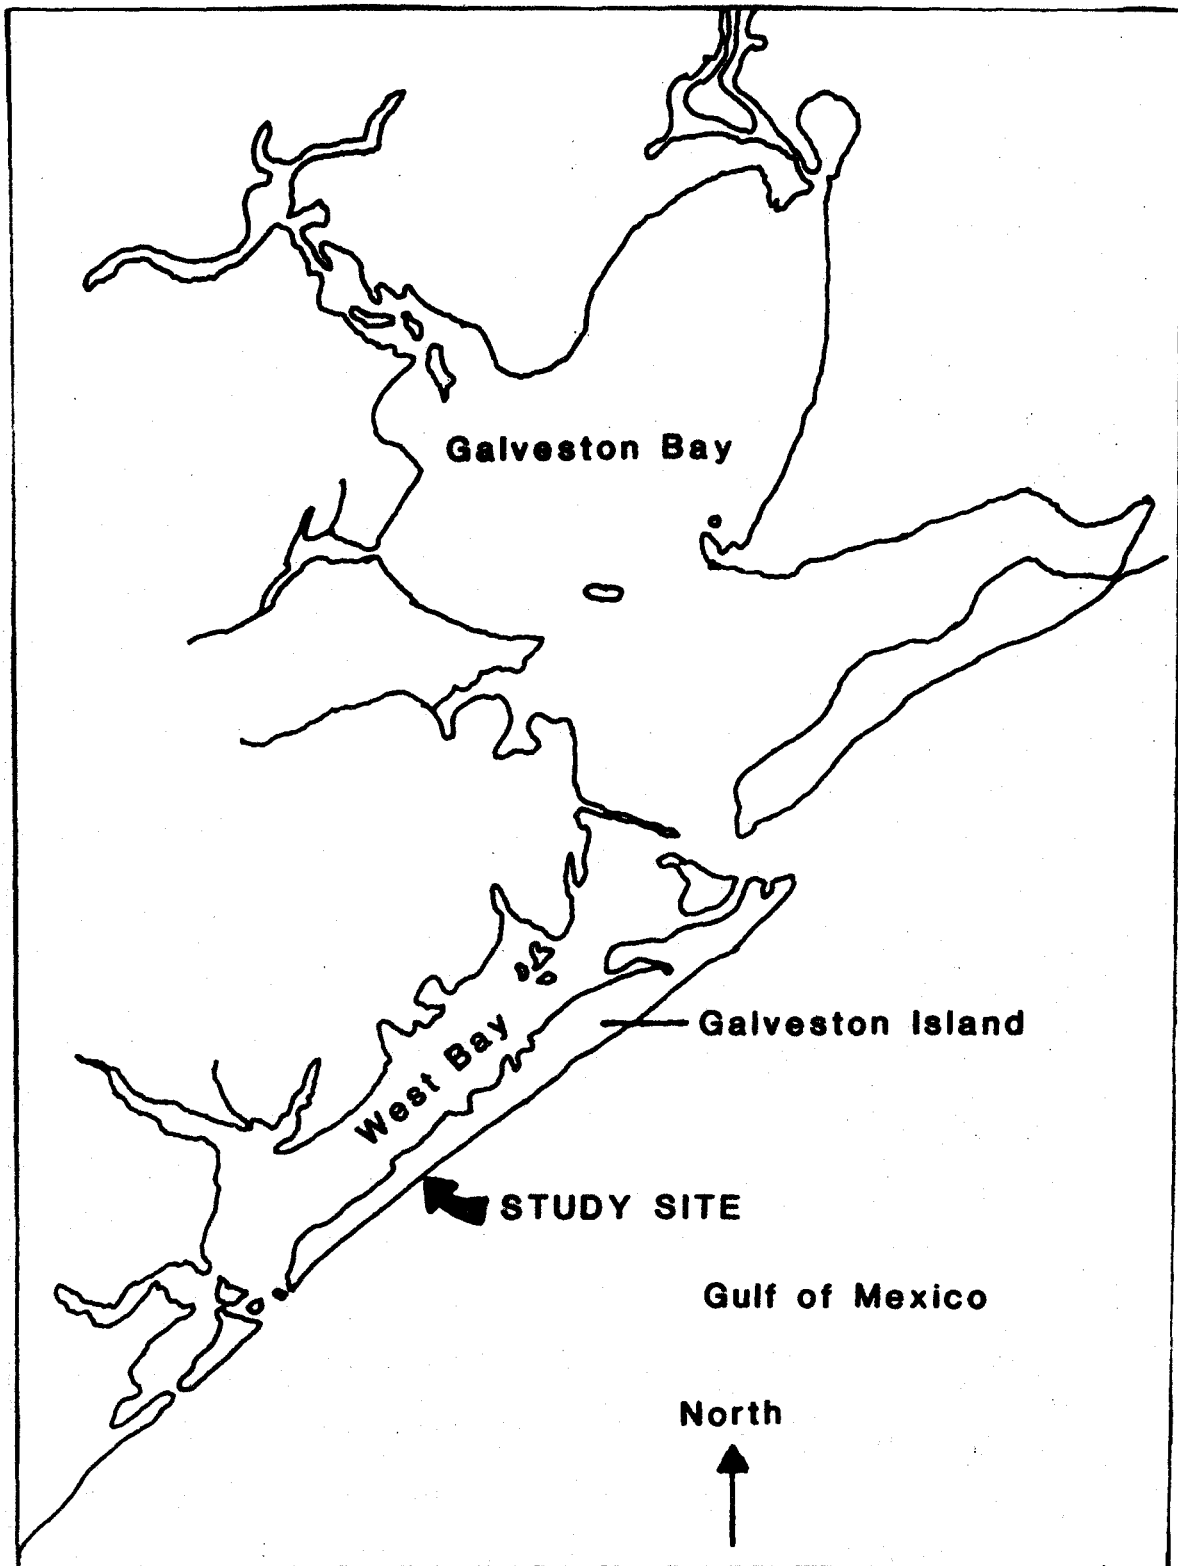 Galveston Bay
Galveston Island
West Bay
STUDY SITE
Gulf of Mexico
North